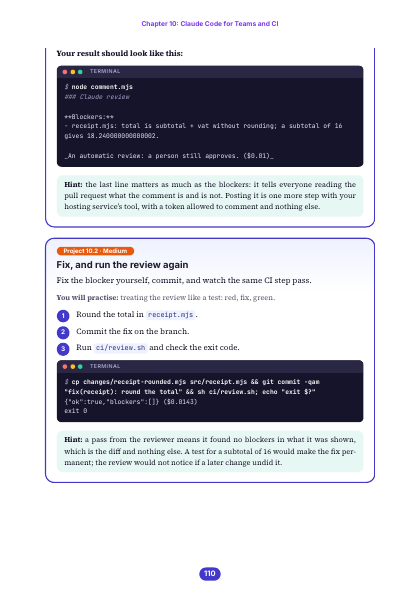 Chapter 10: Claude Code for Teams and CI
Your result should look like this:
TERMINAL
$ node comment.mjs
### Claude review
**Blockers:**
- receipt.mjs: total is subtotal + vat without rounding; a subtotal of 16
gives 18.240000000000002.
_An automatic review: a person still approves. ($0.01)_
Hint: the last line matters as much as the blockers: it tells everyone reading the
pull request what the comment is and is not. Posting it is one more step with your
hosting service's tool, with a token allowed to comment and nothing else.
Project 10.2 · Medium
Fix, and run the review again
Fix the blocker yourself, commit, and watch the same CI step pass.
You will practise: treating the review like a test: red, fix, green.
1 Round the total in receipt.mjs.
2 Commit the fix on the branch.
3 Run ci/review.sh and check the exit code.
TERMINAL
$ cp changes/receipt-rounded.mjs src/receipt.mjs && git commit -qam
"fix(receipt): round the total" && sh ci/review.sh; echo "exit $?"
{"ok":true,"blockers":[]} ($0.0143)
exit 0
Hint: a pass from the reviewer means it found no blockers in what it was shown,
which is the diff and nothing else. A test for a subtotal of 16 would make the fix per-
manent; the review would not notice if a later change undid it.
110